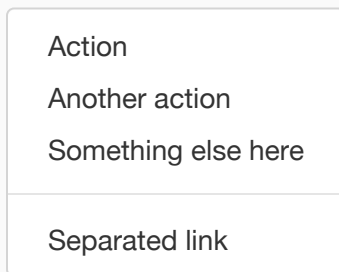 Action
Another action
Something else here
Separated link